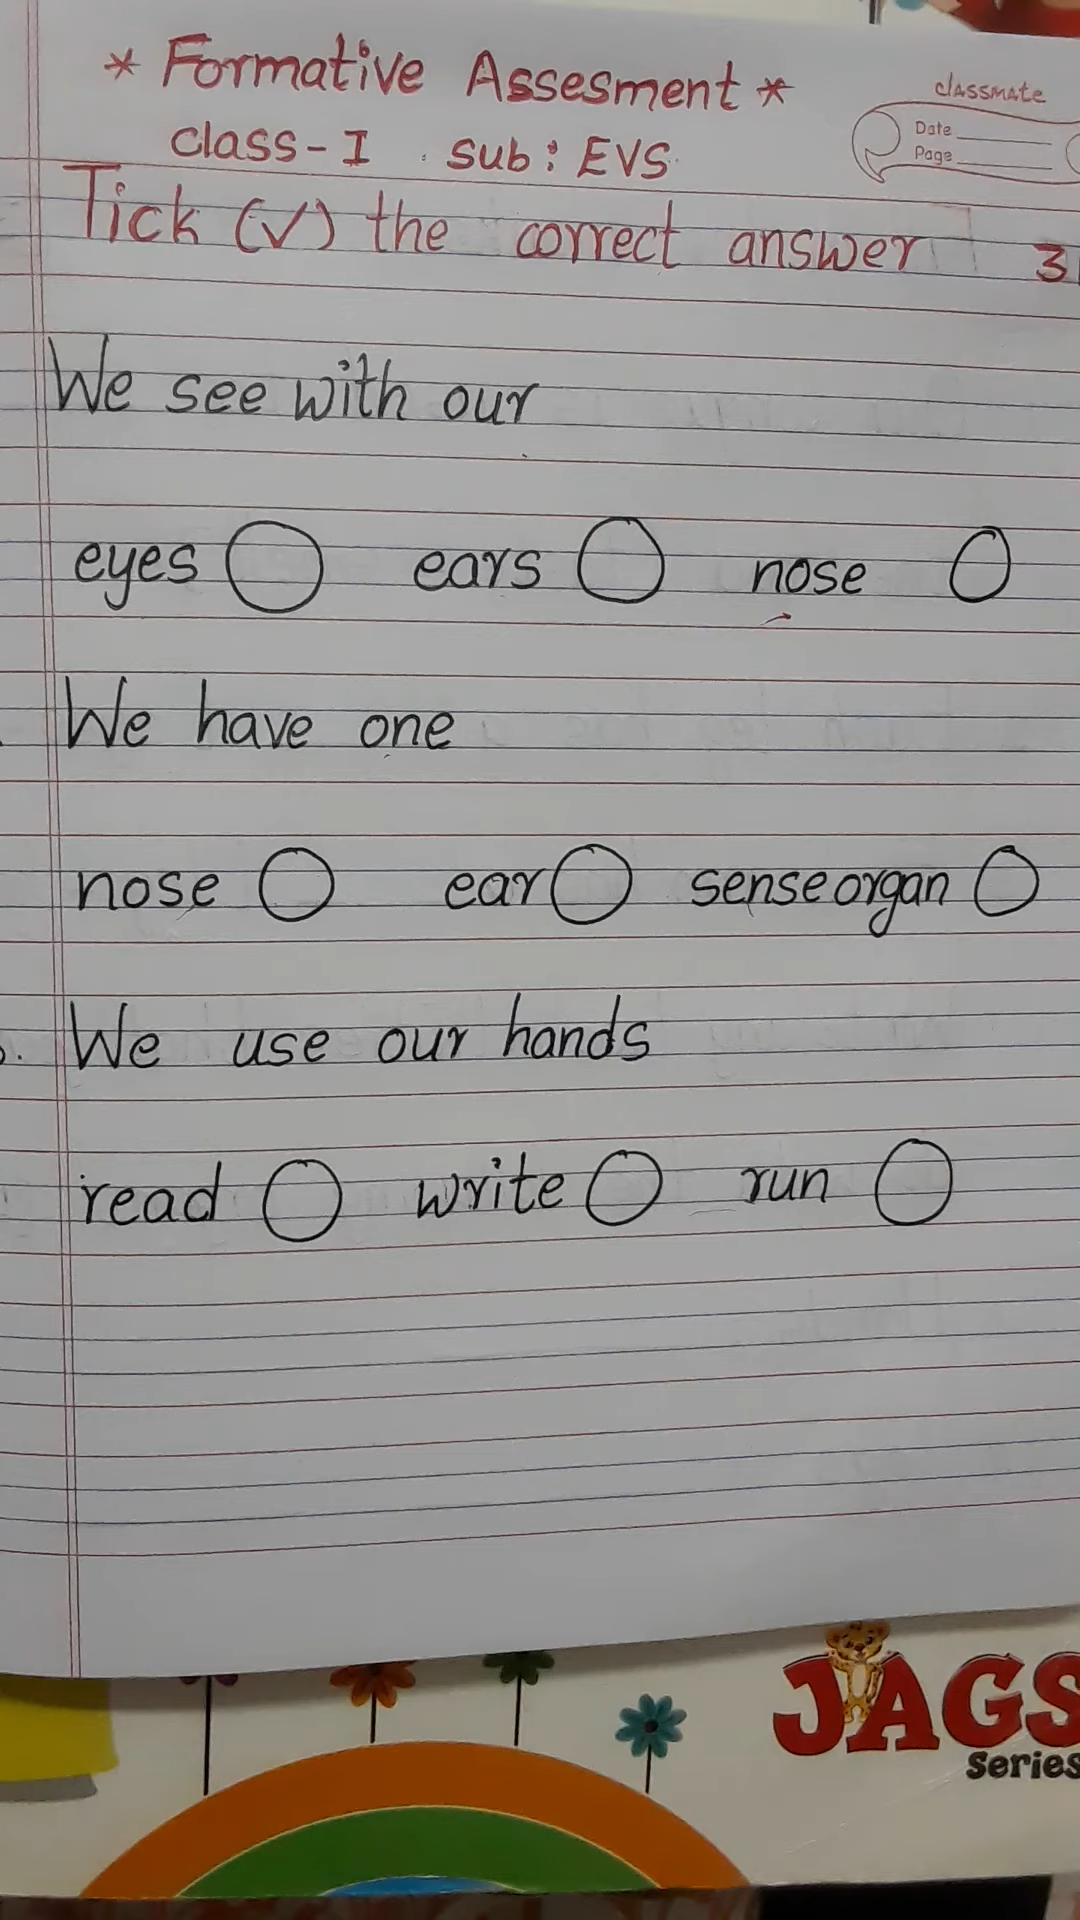 * Formative Assesment *
classmate
class-I sub: EVS
Date
Page
Tick (✓) the correct answer 3
We see with our
eyes ears nose
We have one
nose ear sense organ
We use our hands
read write run
JAGS
Series